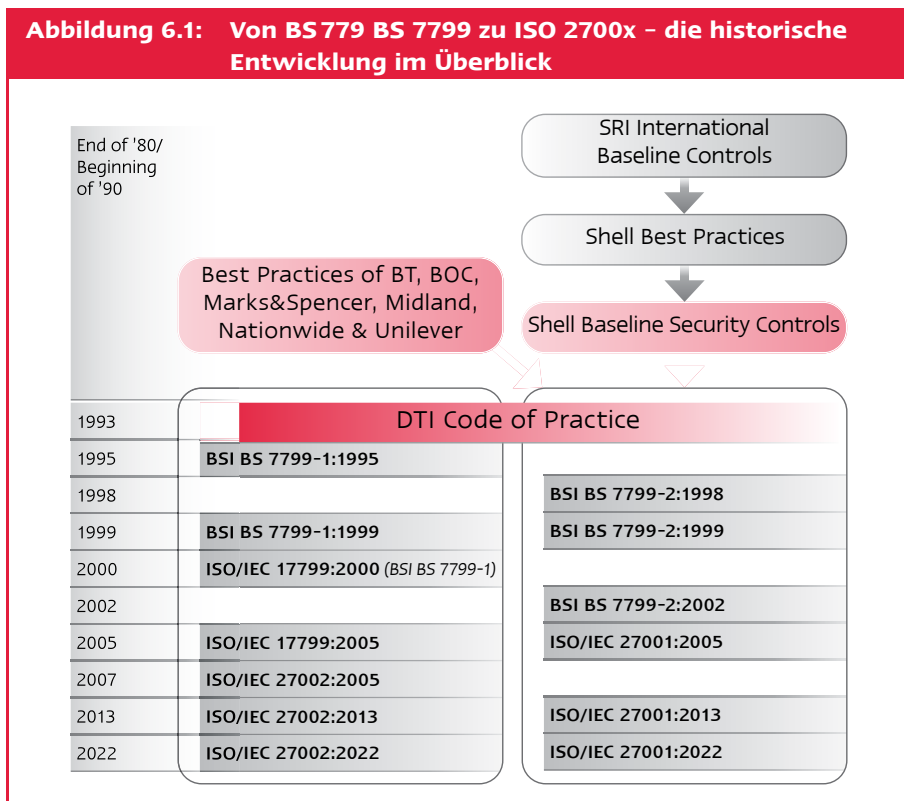 Abbildung 6.1: Von BS 779 BS 7799 zu ISO 2700x – die historische
Entwicklung im Überblick
End of '80/
Beginning
of '90
SRI International
Baseline Controls
Shell Best Practices
Best Practices of BT, BOC,
Marks&Spencer, Midland,
Nationwide & Unilever
Shell Baseline Security Controls
1993
DTI Code of Practice
1995
BSI BS 7799-1:1995
1998
BSI BS 7799-2:1998
1999
BSI BS 7799-1:1999
BSI BS 7799-2:1999
2000
ISO/IEC 17799:2000 (BSI BS 7799-1)
2002
BSI BS 7799-2:2002
2005
ISO/IEC 17799:2005
ISO/IEC 27001:2005
2007
ISO/IEC 27002:2005
2013
ISO/IEC 27002:2013
ISO/IEC 27001:2013
2022
ISO/IEC 27002:2022
ISO/IEC 27001:2022